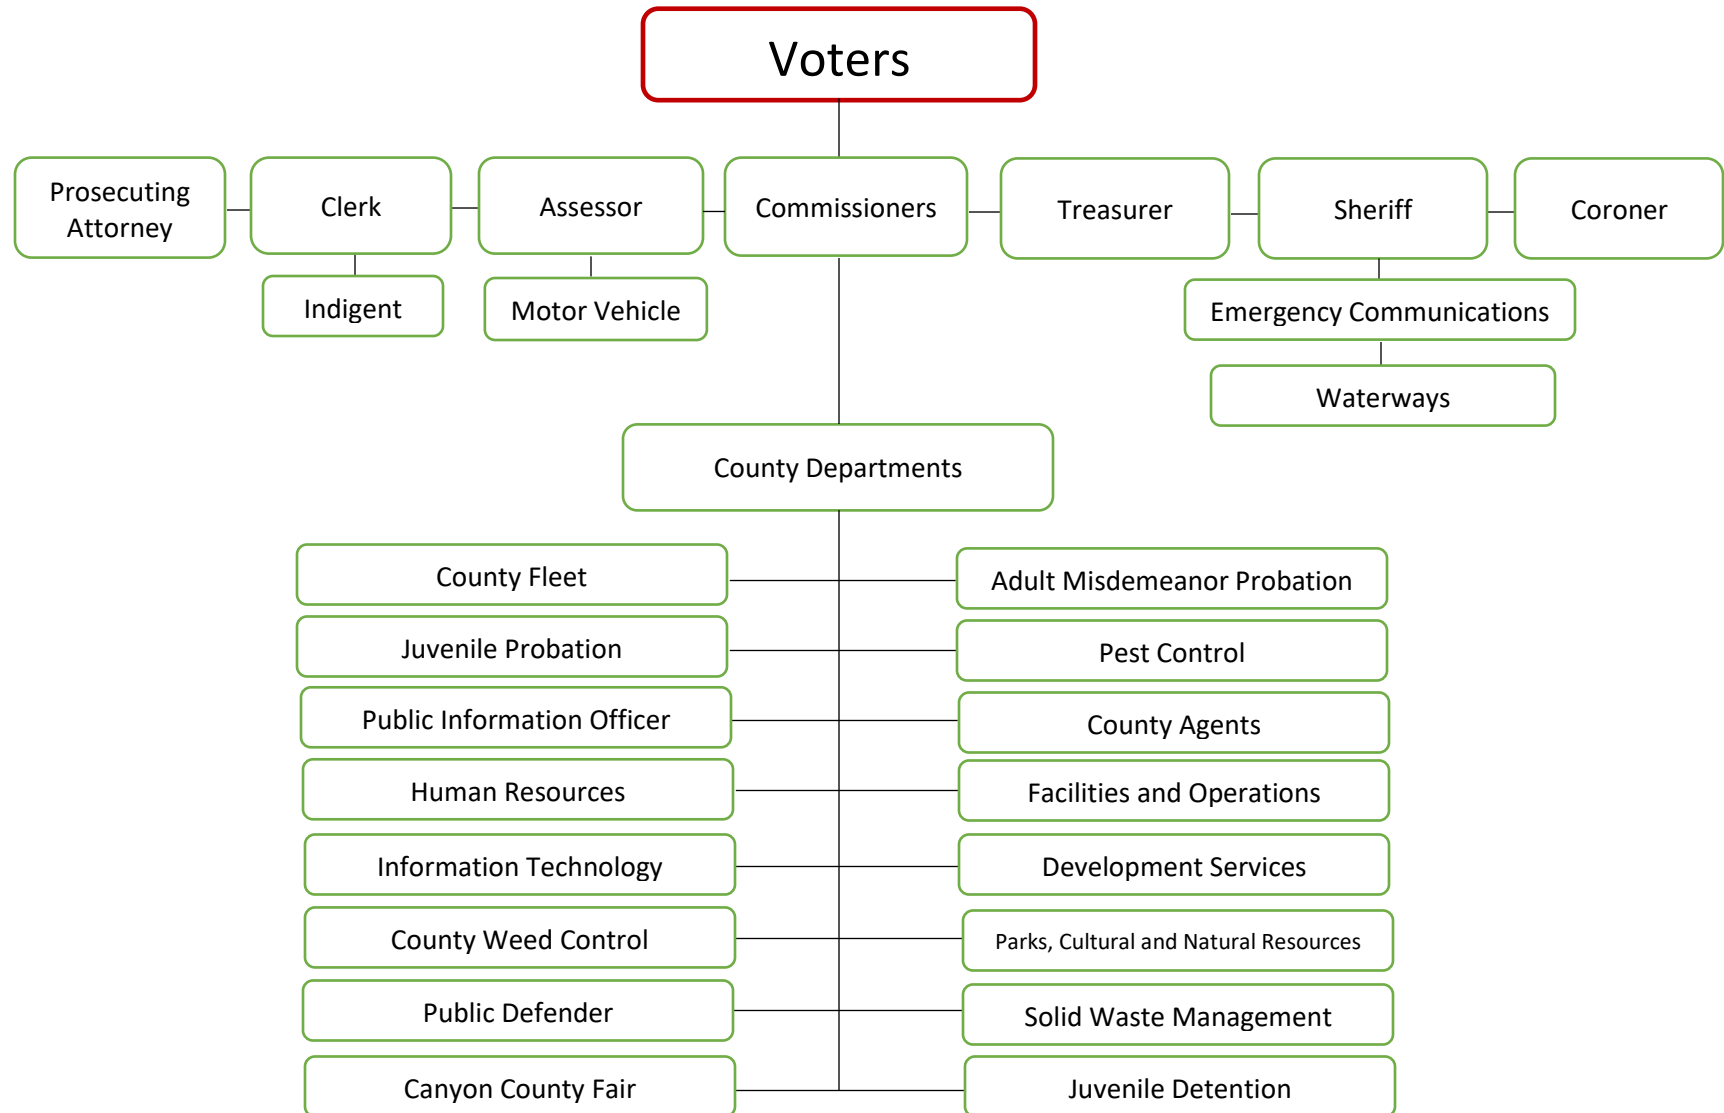 Voters
Prosecuting
Attorney
Clerk
Assessor
Commissioners
Treasurer
Sheriff
Coroner
Indigent
Motor Vehicle
Emergency Communications
Waterways
County Departments
County Fleet
Adult Misdemeanor Probation
Juvenile Probation
Pest Control
Public Information Officer
County Agents
Human Resources
Facilities and Operations
Information Technology
Development Services
County Weed Control
Parks, Cultural and Natural Resources
Public Defender
Solid Waste Management
Canyon County Fair
Juvenile Detention